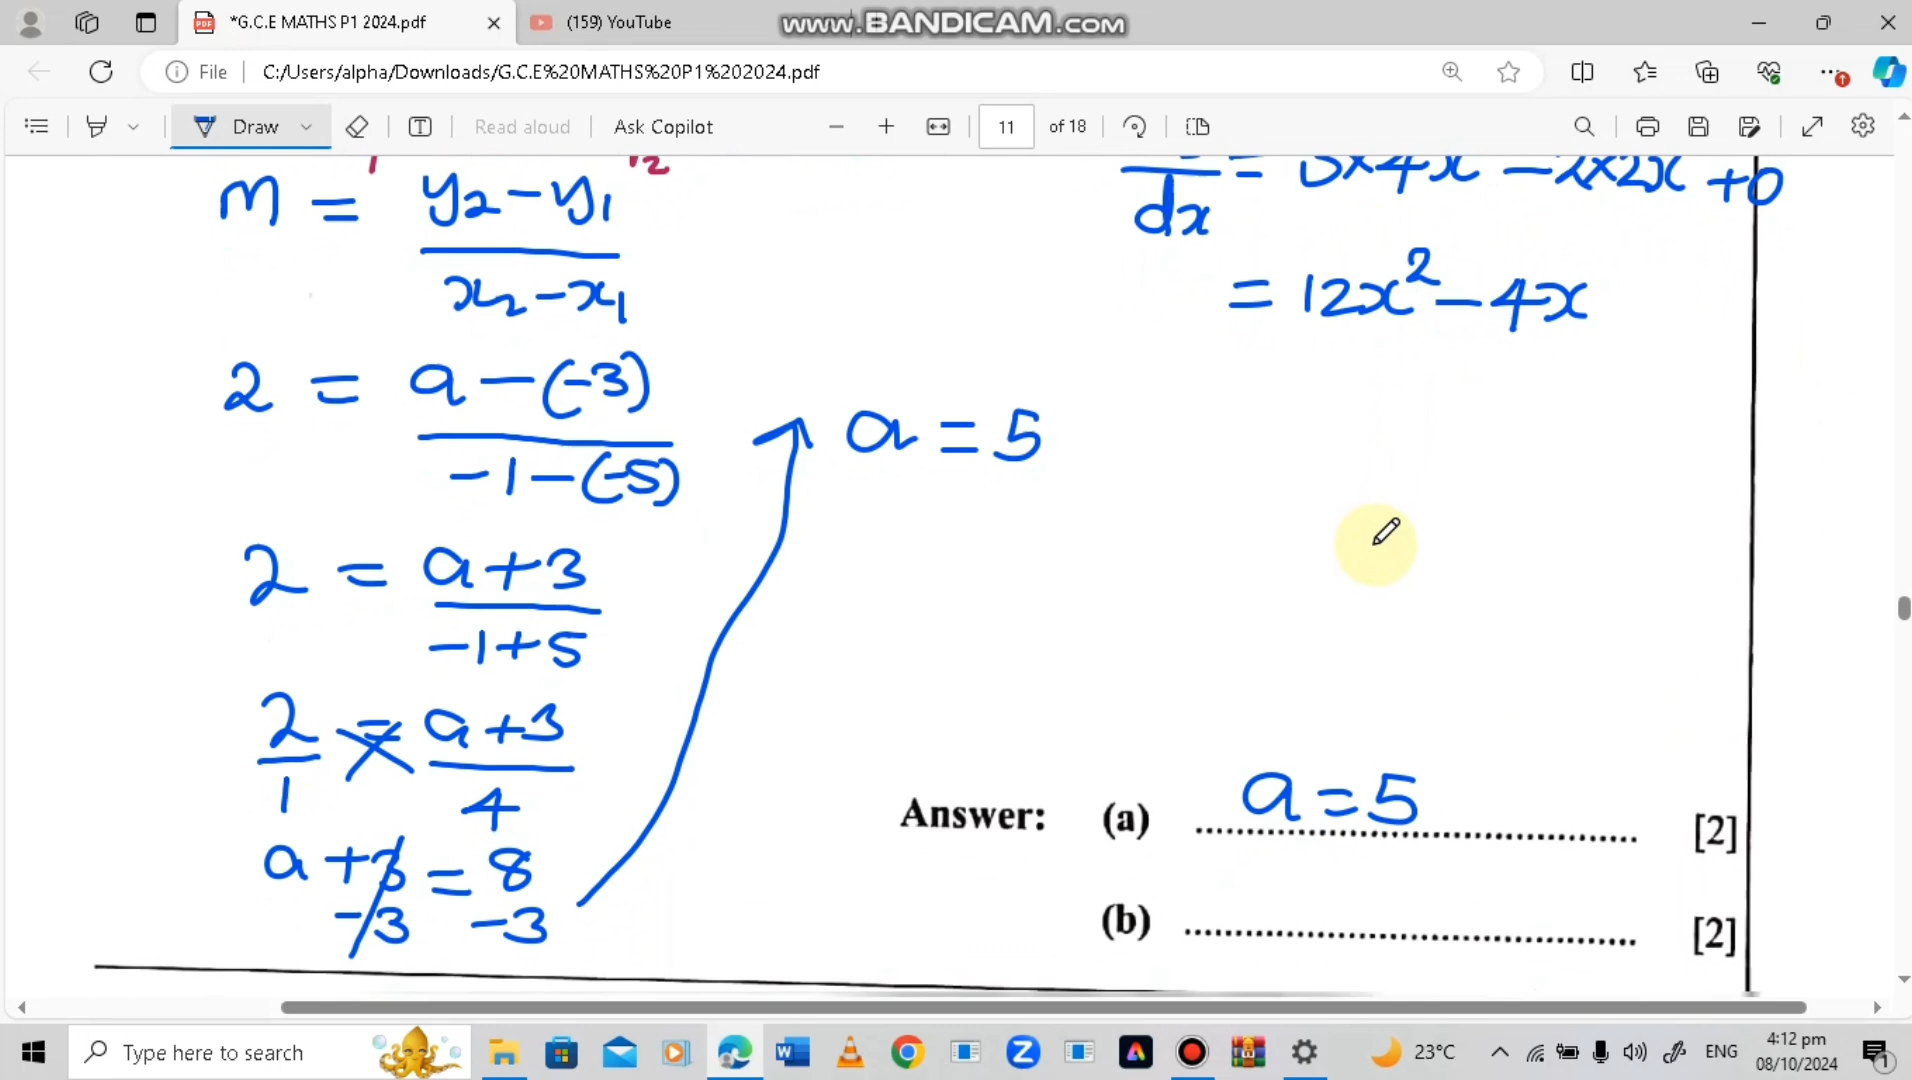 *G.C.E MATHS P1 2024.pdf
(159) YouTube
www.BANDICAM.com
File
C:/Users/alpha/Downloads/G.C.E%20MATHS%20P1%202024.pdf
Draw
Read aloud
Ask Copilot
11 of 18
m = y₂ - y₁
x₂ - x₁
2 = a - (-3)
-1 - (-5)
2 = a + 3
-1 + 5
2 = a + 3
1 4
a + 3 = 8
-3 -3
a = 5
dx
= 12x² - 4x
Answer: (a) a = 5 [2]
(b) [2]
Type here to search
23°C
ENG
4:12 pm
08/10/2024
1